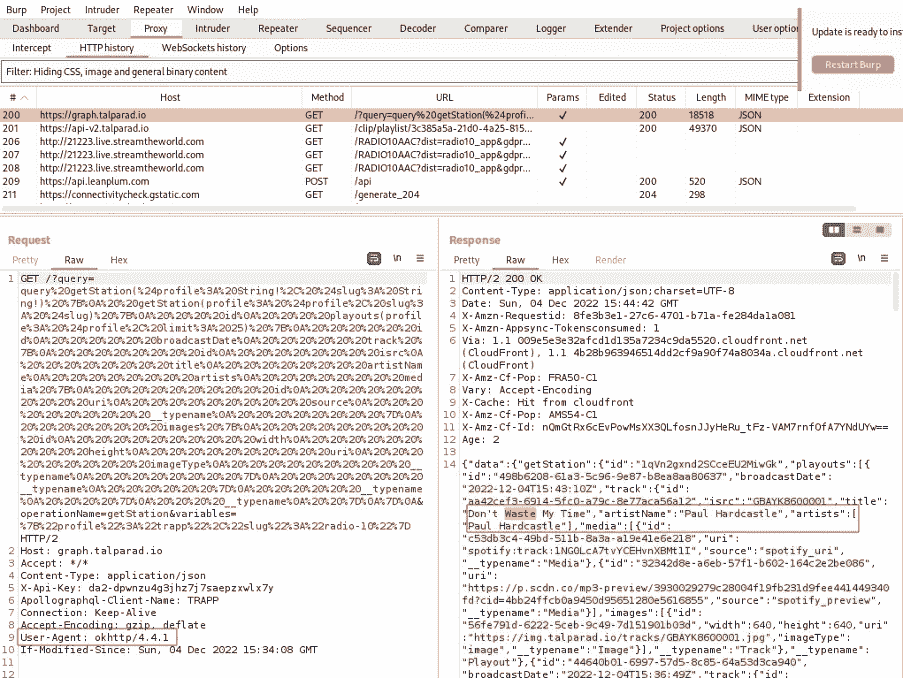 Burp Project Intruder Repeater Window Help
Dashboard Target Proxy Intruder Repeater Sequencer Decoder Comparer Logger Extender Project options User option
Update is ready to ins
Intercept HTTP history WebSockets history Options
Restart Burp
Filter: Hiding CSS, image and general binary content
# Host Method URL Params Edited Status Length MIME type Extension
200 https://graph.talparad.io GET /?query=query%20getStation(%24profi... ✓ 200 18518 JSON
201 https://api-v2.talparad.io GET /clip/playlist/3c385a5a-21d0-4a25-815... 200 49370 JSON
206 http://21223.live.streamtheworld.com GET /RADIO10AAC?dist=radio10_app&gdpr... ✓
207 http://21223.live.streamtheworld.com GET /RADIO10AAC?dist=radio10_app&gdpr... ✓
208 http://21223.live.streamtheworld.com GET /RADIO10AAC?dist=radio10_app&gdpr... ✓
209 https://api.leanplum.com POST /api ✓ 200 520 JSON
211 https://connectivitycheck.gstatic.com GET /generate_204 204 298
Request
Pretty Raw Hex \n
1 GET /?query=
query%20getStation(%24profile%3A%20String!%2C%20%24slug%3A%20Stri
ng!)%20%7B%0A%20%20getStation(profile%3A%20%24profile%2C%20slug%3
A%20%24slug)%20%7B%0A%20%20%20%20id%0A%20%20%20%20playouts(profi
le%3A%20%24profile%2C%20limit%3A%2025)%20%7B%0A%20%20%20%20%20%20i
d%0A%20%20%20%20%20%20broadcastDate%0A%20%20%20%20%20%20track%20%
7B%0A%20%20%20%20%20%20%20%20id%0A%20%20%20%20%20%20%20%20isrc%0A
%20%20%20%20%20%20%20%20title%0A%20%20%20%20%20%20%20%20artistNam
e%0A%20%20%20%20%20%20%20%20artists%0A%20%20%20%20%20%20%20%20med
ia%20%7B%0A%20%20%20%20%20%20%20%20%20%20id%0A%20%20%20%20%20%20%
20%20%20%20uri%0A%20%20%20%20%20%20%20%20%20%20source%0A%20%20%20
%20%20%20%20%20%20%20__typename%0A%20%20%20%20%20%20%20%20%7D%0A%
20%20%20%20%20%20%20%20images%20%7B%0A%20%20%20%20%20%20%20%20%20
%20id%0A%20%20%20%20%20%20%20%20%20%20width%0A%20%20%20%20%20%20%
20%20%20%20height%0A%20%20%20%20%20%20%20%20%20%20uri%0A%20%20%20
%20%20%20%20%20%20%20imageType%0A%20%20%20%20%20%20%20%20%20%20__
typename%0A%20%20%20%20%20%20%20%20%7D%0A%20%20%20%20%20%20%20%20
__typename%0A%20%20%20%20%20%20%7D%0A%20%20%20%20%20%20__typename
%0A%20%20%20%20%7D%0A%20%20%20%20__typename%0A%20%20%7D%0A%7D%0A&
operationName=getStation&variables=
%7B%22profile%22%3A%22trapp%22%2C%22slug%22%3A%22radio-10%22%7D
HTTP/2
2 Host: graph.talparad.io
3 Accept: */*
4 Content-Type: application/json
5 X-Api-Key: da2-dpwnzu4g3jhz7j7saepzxwlx7y
6 Apollographql-Client-Name: TRAPP
7 Connection: Keep-Alive
8 Accept-Encoding: gzip, deflate
9 User-Agent: okhttp/4.4.1
10 If-Modified-Since: Sun, 04 Dec 2022 15:34:08 GMT
11
12
Response
Pretty Raw Hex Render \n
1 HTTP/2 200 OK
2 Content-Type: application/json;charset=UTF-8
3 Date: Sun, 04 Dec 2022 15:44:42 GMT
4 X-Amzn-Requestid: 8fe3b3e1-27c6-4701-b71a-fe284da1a081
5 X-Amzn-Appsync-Tokensconsumed: 1
6 Via: 1.1 009e5e3e32afcd1d135a7234c9da5520.cloudfront.net
(CloudFront), 1.1 4b28b963946514dd2cf9a90f74a8034a.cloudfront.net
(CloudFront)
7 X-Amz-Cf-Pop: FRA50-C1
8 Vary: Accept-Encoding
9 X-Cache: Hit from cloudfront
10 X-Amz-Cf-Pop: AMS54-C1
11 X-Amz-Cf-Id: nQmGtRx6cEvPowMsXX3QLfosnJJyHeRu_tFz-VAM7rnfOfA7YNdUYw==
12 Age: 2
13
14 {"data":{"getStation":{"id":"1qVn2gxnd2SCceEU2MiwGk","playouts":[{
"id":"498b6208-61a3-5c96-9e87-b8ea8aa80637","broadcastDate":
"2022-12-04T15:43:10Z","track":{"id":
"aa42cef3-6914-5fc0-a79c-8e77aca56a12","isrc":"GBAYK8600001","title":
"Don't Waste My Time","artistName":"Paul Hardcastle","artists":[
"Paul Hardcastle"],"media":[{"id":
"c53db3c4-49bd-511b-8a3a-a19e41e6e218","uri":
"spotify:track:1NG0LcA7tvYCEHvnXBMt1I","source":"spotify_uri",
"__typename":"Media"},{"id":"32342d8e-a6eb-57f1-b602-164c2e2be086",
"uri":
"https://p.scdn.co/mp3-preview/3930029279c28004f19fb231d9fee441449340
fd?cid=4bb24ffcb0a9450d95651280e5616855","source":"spotify_preview",
"__typename":"Media"}],"images":[{"id":
"56fe791d-6222-5ceb-9c49-7d151901b03d","width":640,"height":640,"uri"
:"https://img.talparad.io/tracks/GBAYK8600001.jpg","imageType":
"image","__typename":"Image"}],"__typename":"Track"},"__typename":
"Playout"},{"id":"44640b01-6997-57d5-8c85-64a53d3ca940",
"broadcastDate":"2022-12-04T15:36:49Z","track":{"id":